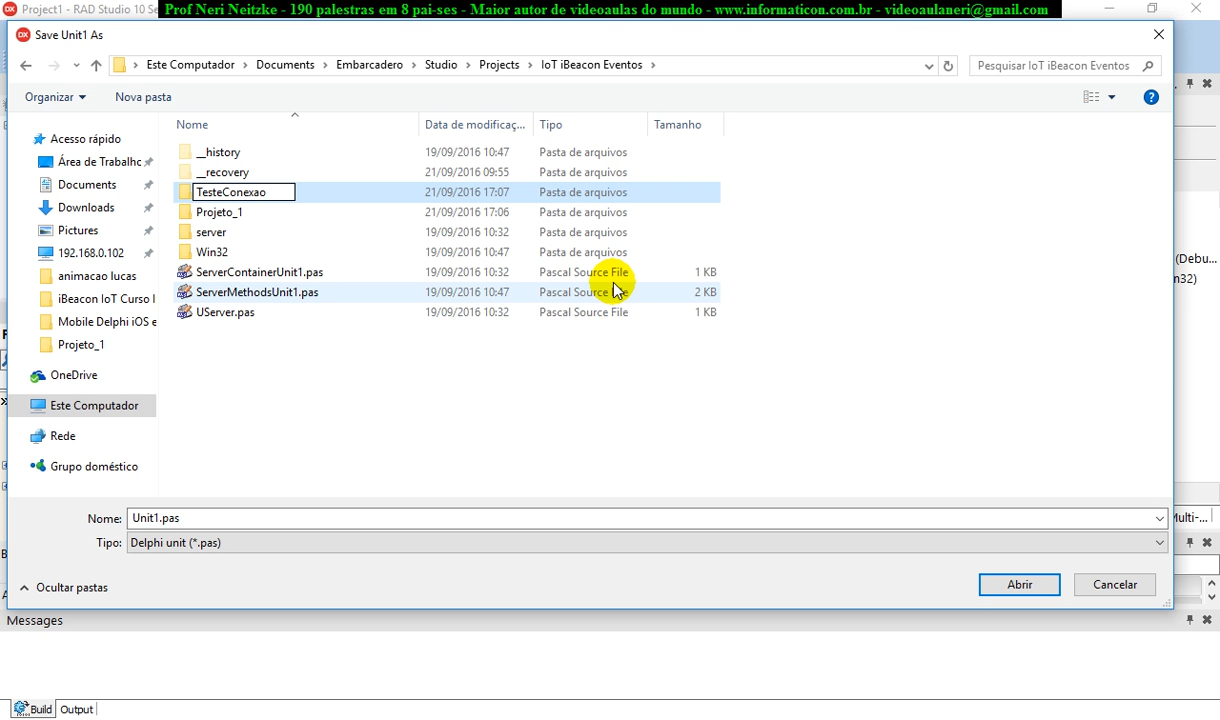 Project1 - RAD Studio 10 Se
Prof Neri Neitzke - 190 palestras em 8 pai-ses - Maior autor de videoaulas do mundo - www.informaticon.com.br - videoaulaneri@gmail.com
Save Unit1 As
Este Computador > Documents > Embarcadero > Studio > Projects > IoT iBeacon Eventos >
Pesquisar IoT iBeacon Eventos
Organizar
Nova pasta
Nome Data de modificaç... Tipo Tamanho
Acesso rápido
Área de Trabalhc
Documents
Downloads
Pictures
192.168.0.102
animacao lucas
iBeacon IoT Curso I
Mobile Delphi iOS e
Projeto_1
OneDrive
Este Computador
Rede
Grupo doméstico
__history 19/09/2016 10:47 Pasta de arquivos
__recovery 21/09/2016 09:55 Pasta de arquivos
TesteConexao 21/09/2016 17:07 Pasta de arquivos
Projeto_1 21/09/2016 17:06 Pasta de arquivos
server 19/09/2016 10:32 Pasta de arquivos
Win32 19/09/2016 10:47 Pasta de arquivos
ServerContainerUnit1.pas 19/09/2016 10:32 Pascal Source File 1 KB
ServerMethodsUnit1.pas 19/09/2016 10:47 Pascal Source File 2 KB
UServer.pas 19/09/2016 10:32 Pascal Source File 1 KB
(Debu...
n32)
Nome: Unit1.pas
Tipo: Delphi unit (*.pas)
Ocultar pastas
Abrir
Cancelar
Messages
Build
Output